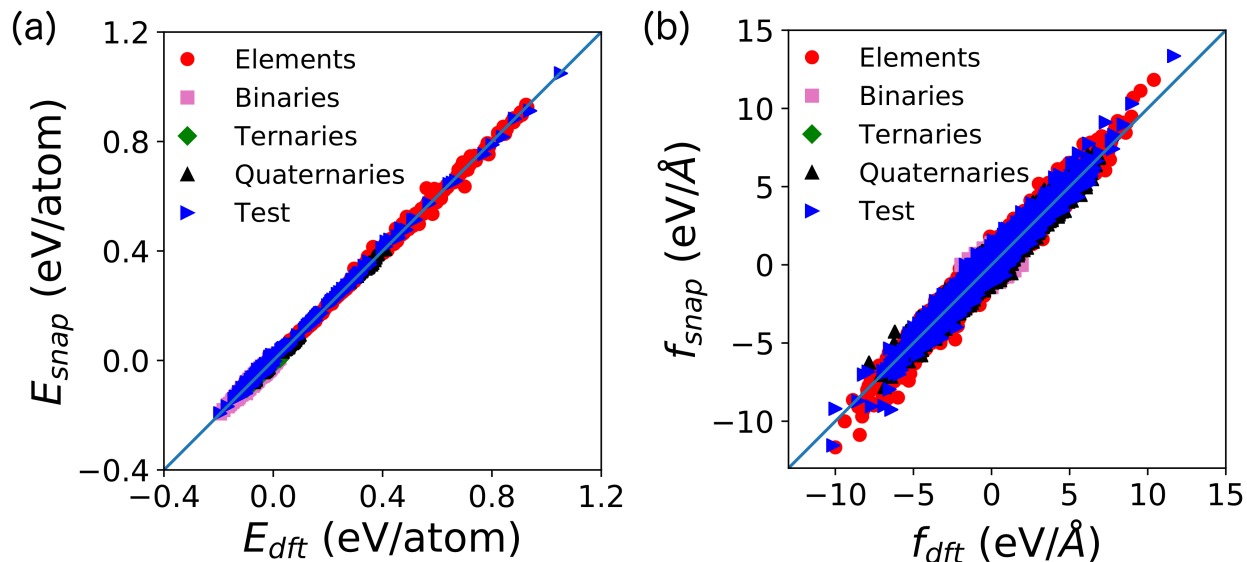 (a)
1.2
0.8
0.4
0.0
−0.4
E_snap (eV/atom)
Elements
Binaries
Ternaries
Quaternaries
Test
−0.4 0.0 0.4 0.8 1.2
E_dft (eV/atom)
(b)
15
10
5
0
−5
−10
f_snap (eV/Å)
Elements
Binaries
Ternaries
Quaternaries
Test
−10 −5 0 5 10 15
f_dft (eV/Å)